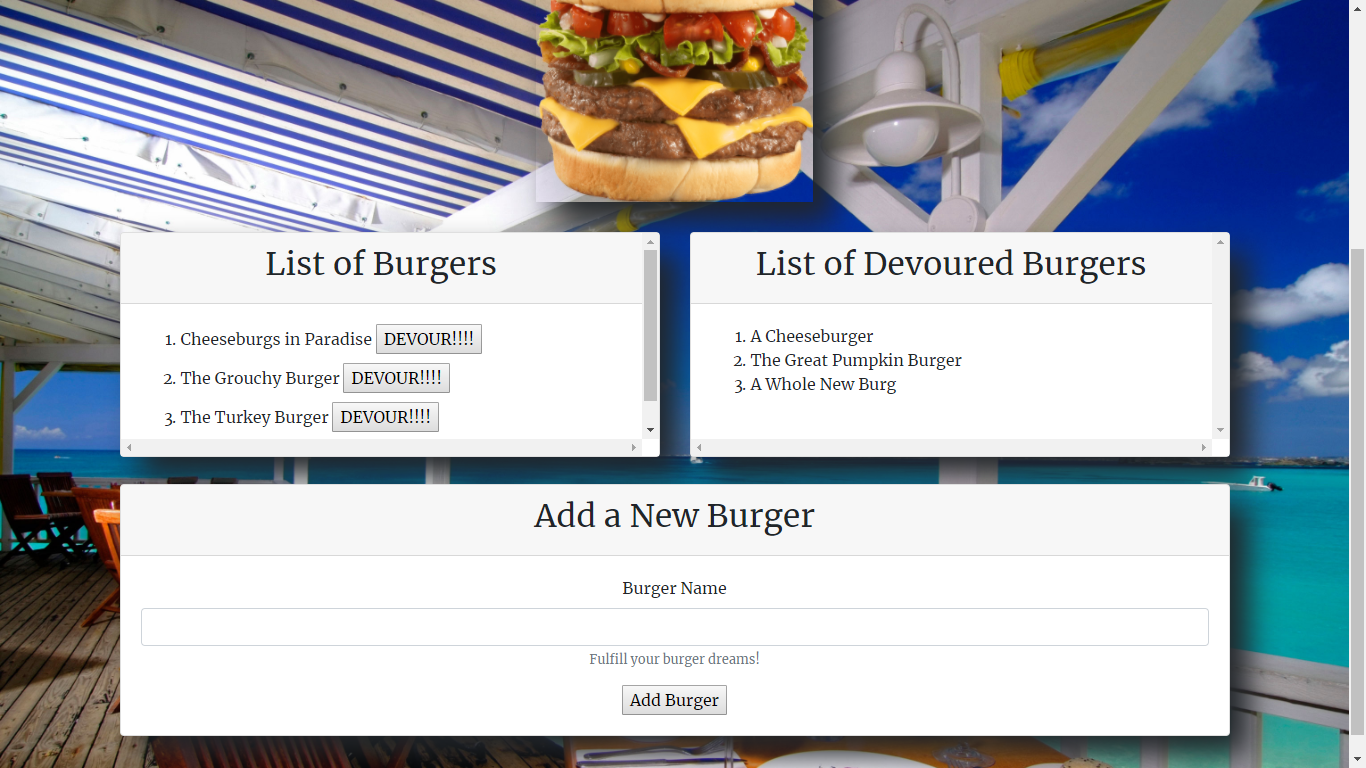 List of Burgers
1. Cheeseburgs in Paradise DEVOUR!!!!
2. The Grouchy Burger DEVOUR!!!!
3. The Turkey Burger DEVOUR!!!!
List of Devoured Burgers
1. A Cheeseburger
2. The Great Pumpkin Burger
3. A Whole New Burg
Add a New Burger
Burger Name
Fulfill your burger dreams!
Add Burger